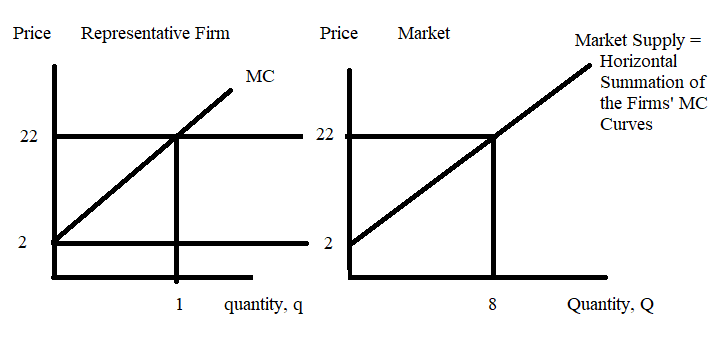 Price Representative Firm Price Market
Market Supply =
Horizontal
Summation of
the Firms' MC
Curves
MC
22 22
2 2
1 quantity, q 8 Quantity, Q